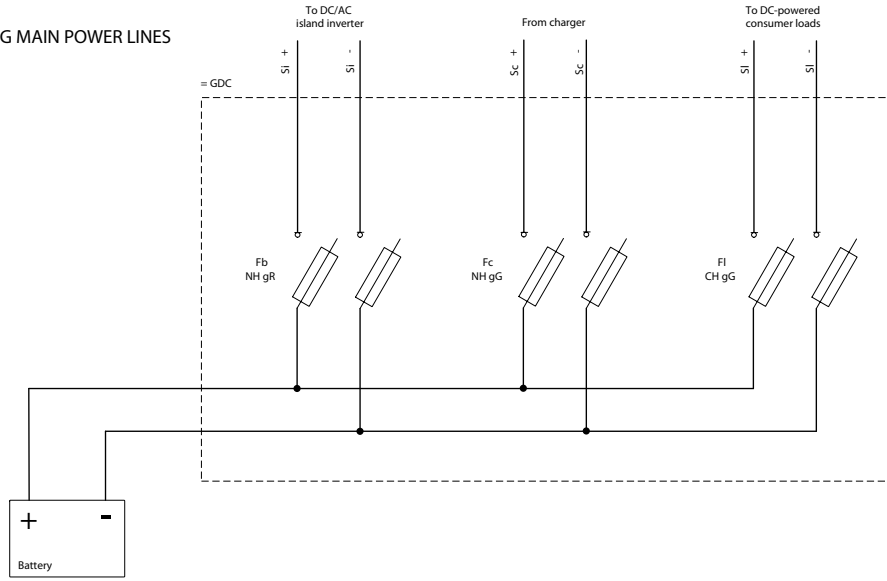 To DC/AC
island inverter
From charger
To DC-powered
consumer loads
G MAIN POWER LINES
Si +
Si -
Sc +
Sc -
Sl +
Sl -
= GDC
Fb
NH gR
Fc
NH gG
Fl
CH gG
+ -
Battery